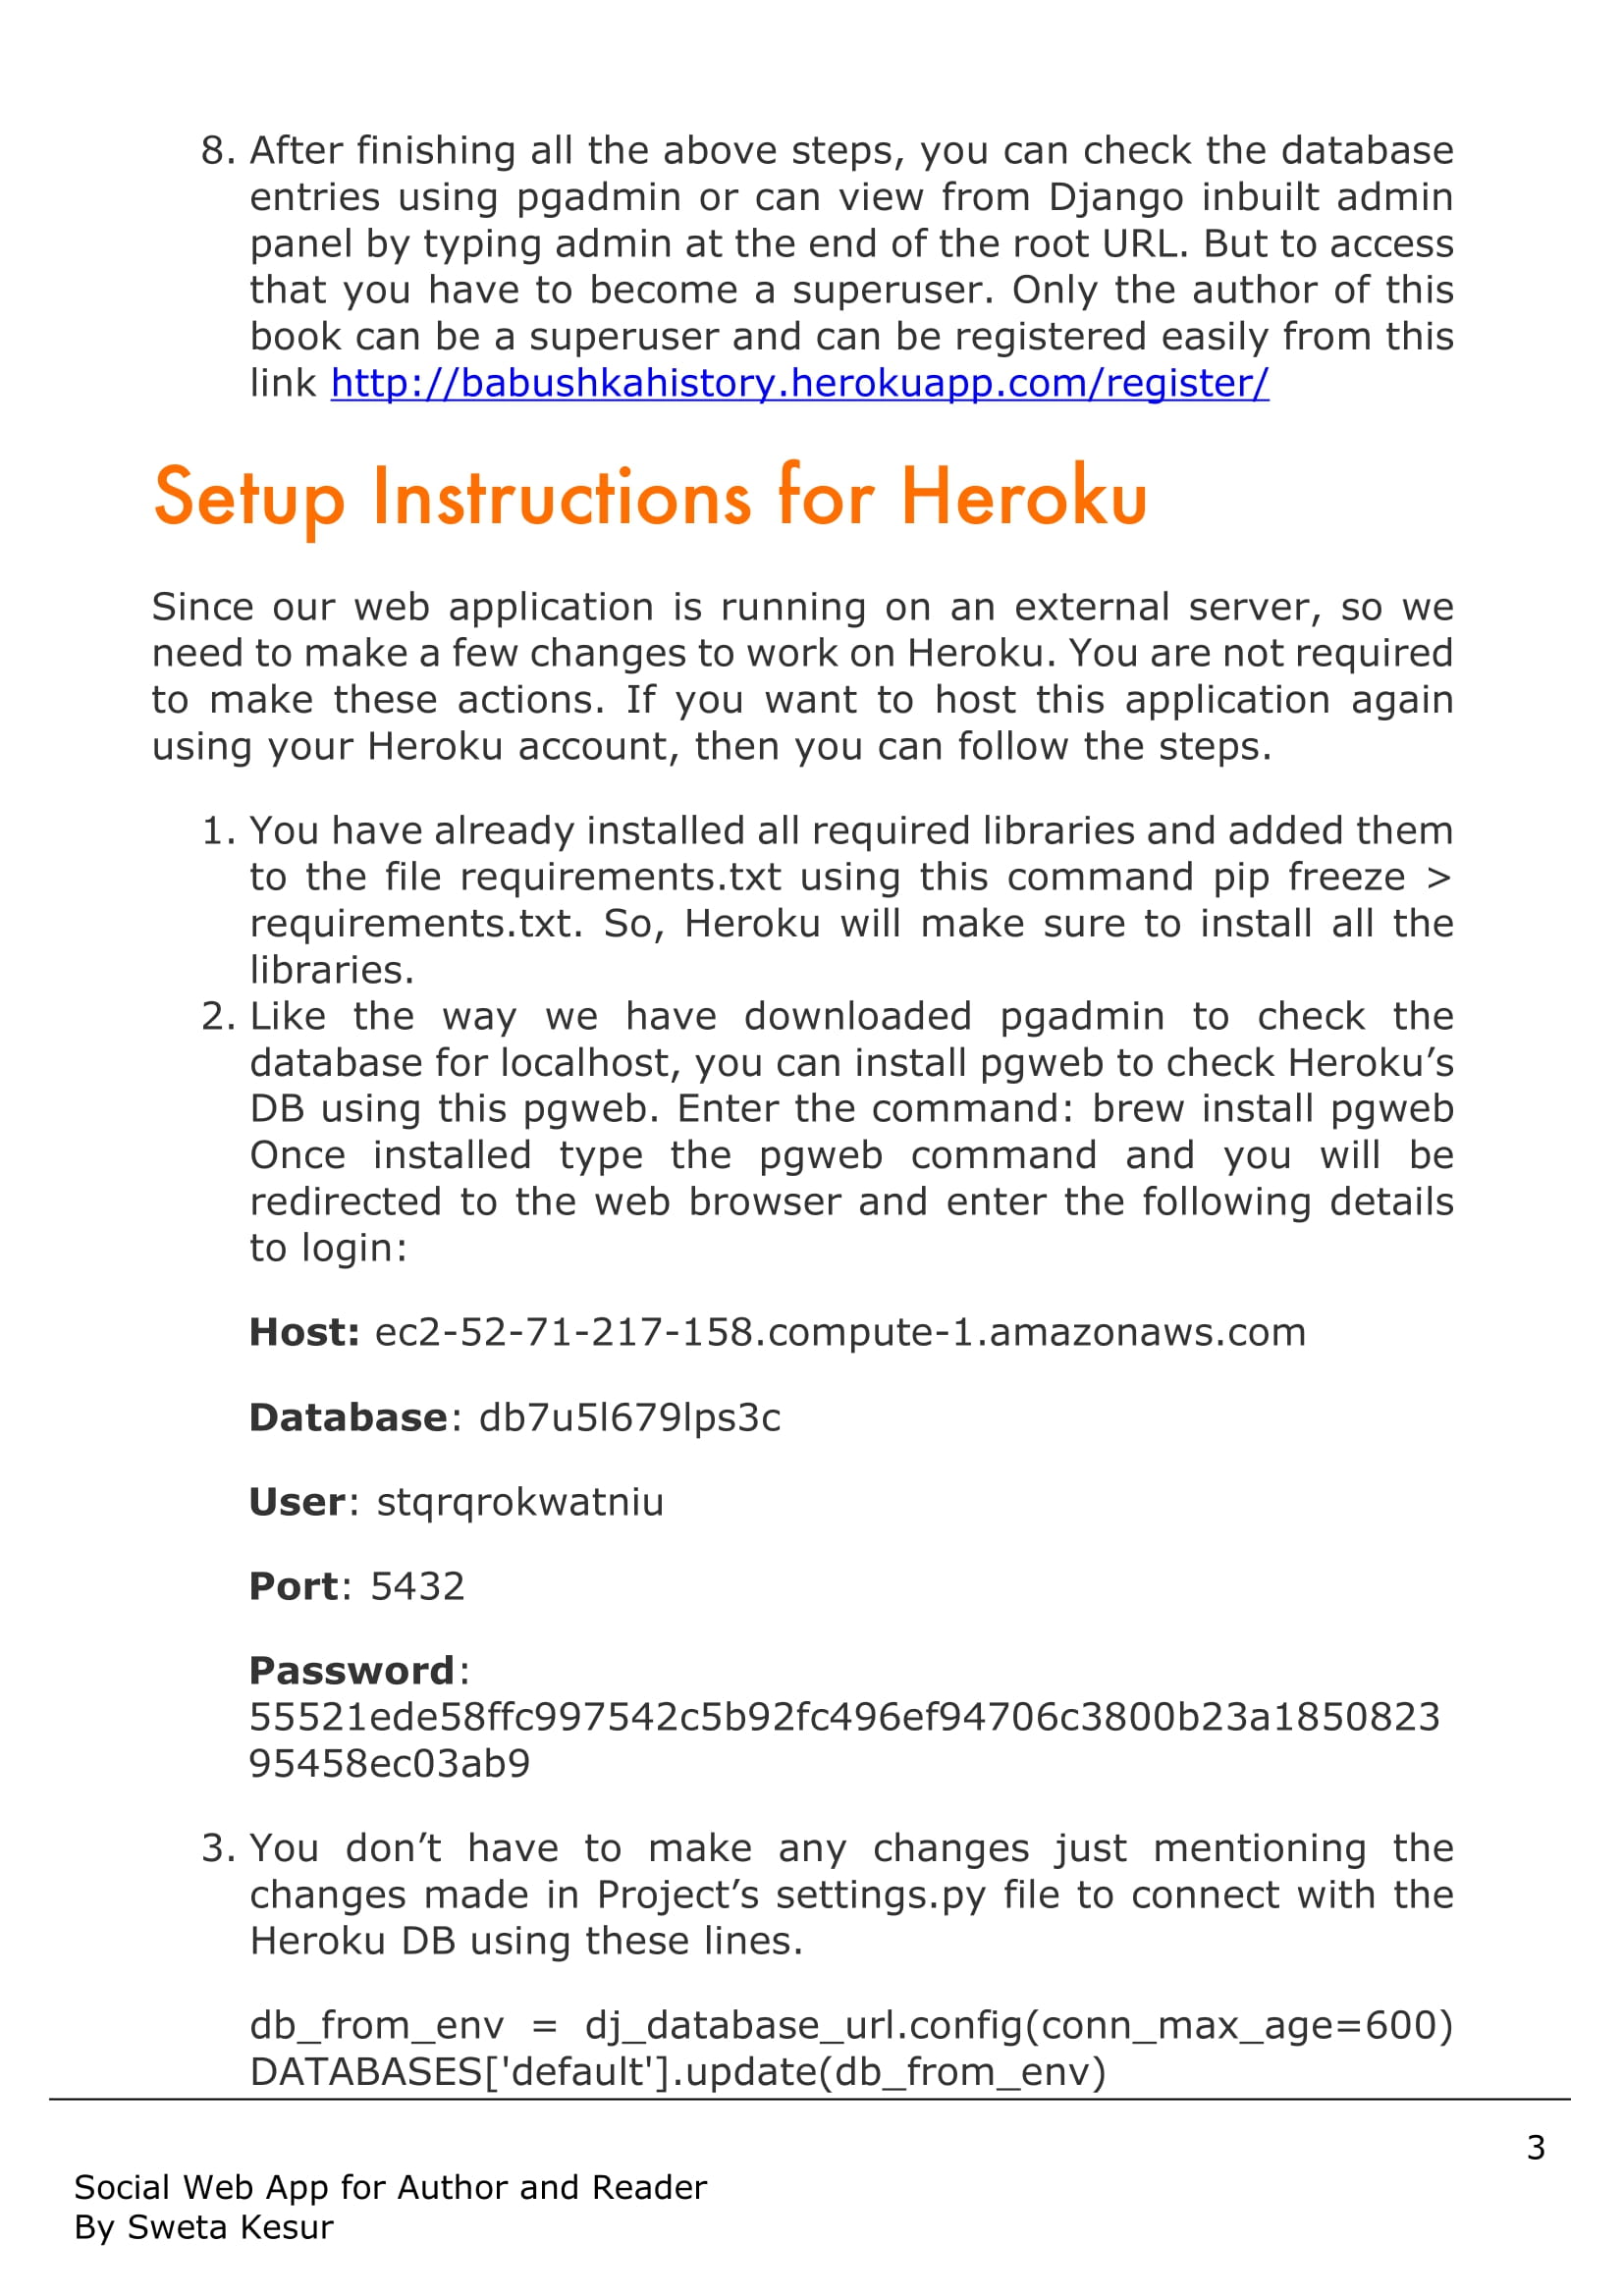 8. After finishing all the above steps, you can check the database
entries using pgadmin or can view from Django inbuilt admin
panel by typing admin at the end of the root URL. But to access
that you have to become a superuser. Only the author of this
book can be a superuser and can be registered easily from this
link http://babushkahistory.herokuapp.com/register/
Setup Instructions for Heroku
Since our web application is running on an external server, so we
need to make a few changes to work on Heroku. You are not required
to make these actions. If you want to host this application again
using your Heroku account, then you can follow the steps.
1. You have already installed all required libraries and added them
to the file requirements.txt using this command pip freeze >
requirements.txt. So, Heroku will make sure to install all the
libraries.
2. Like the way we have downloaded pgadmin to check the
database for localhost, you can install pgweb to check Heroku’s
DB using this pgweb. Enter the command: brew install pgweb
Once installed type the pgweb command and you will be
redirected to the web browser and enter the following details
to login:
Host: ec2-52-71-217-158.compute-1.amazonaws.com
Database: db7u5l679lps3c
User: stqrqrokwatniu
Port: 5432
Password:
55521ede58ffc997542c5b92fc496ef94706c3800b23a1850823
95458ec03ab9
3. You don’t have to make any changes just mentioning the
changes made in Project’s settings.py file to connect with the
Heroku DB using these lines.
db_from_env = dj_database_url.config(conn_max_age=600)
DATABASES['default'].update(db_from_env)
3
Social Web App for Author and Reader
By Sweta Kesur